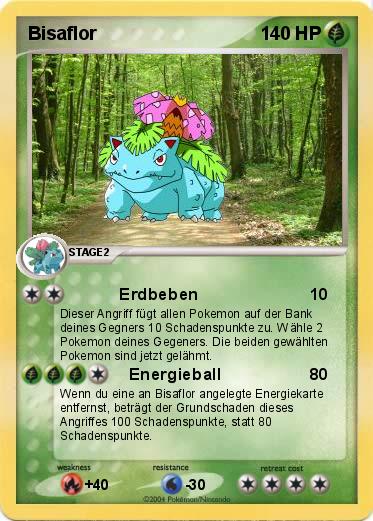 Bisaflor 140 HP
STAGE2
Erdbeben 10
Dieser Angriff fügt allen Pokemon auf der Bank
deines Gegners 10 Schadenspunkte zu. Wähle 2
Pokemon deines Gegeners. Die beiden gewählten
Pokemon sind jetzt gelähmt.
Energieball 80
Wenn du eine an Bisaflor angelegte Energiekarte
entfernst, beträgt der Grundschaden dieses
Angriffes 100 Schadenspunkte, statt 80
Schadenspunkte.
weakness resistance retreat cost
+40 -30
©2004 Pokémon/Nintendo